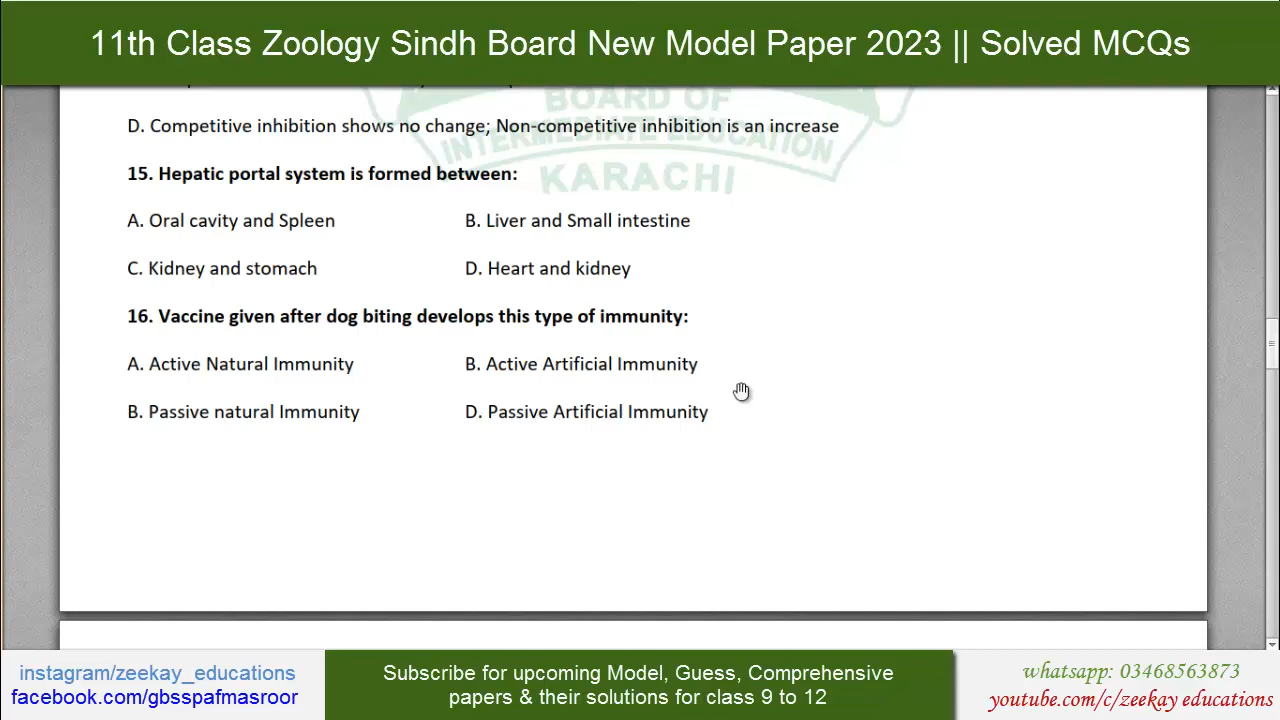 11th Class Zoology Sindh Board New Model Paper 2023 || Solved MCQs
BOARD OF
INTERMEDIATE EDUCATION
KARACHI
D. Competitive inhibition shows no change; Non-competitive inhibition is an increase
15. Hepatic portal system is formed between:
A. Oral cavity and Spleen B. Liver and Small intestine
C. Kidney and stomach D. Heart and kidney
16. Vaccine given after dog biting develops this type of immunity:
A. Active Natural Immunity B. Active Artificial Immunity
B. Passive natural Immunity D. Passive Artificial Immunity
instagram/zeekay_educations
facebook.com/gbsspafmasroor
Subscribe for upcoming Model, Guess, Comprehensive
papers & their solutions for class 9 to 12
whatsapp: 03468563873
youtube.com/c/zeekay educations